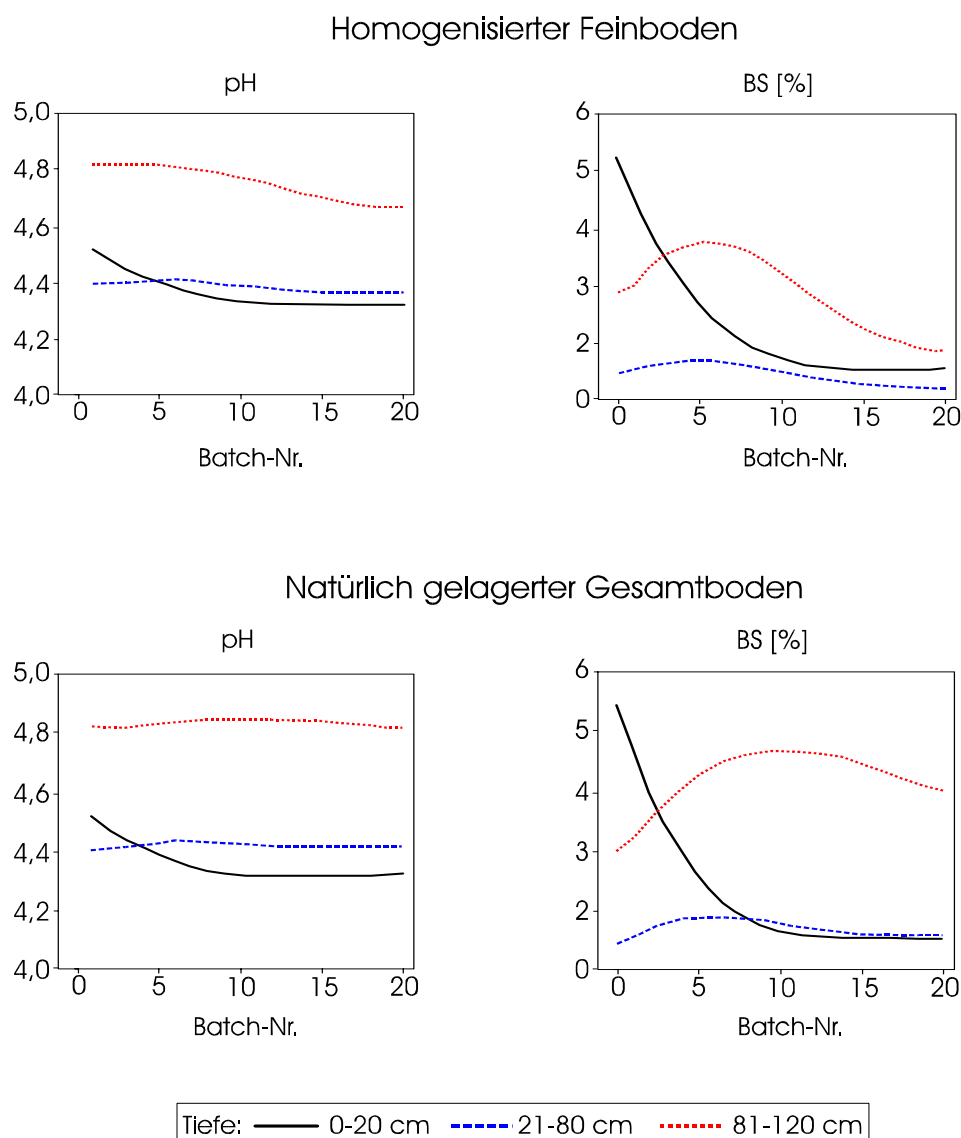 Homogenisierter Feinboden
pH
5,0
4,8
4,6
4,4
4,2
4,0
0 5 10 15 20
Batch-Nr.
BS [%]
6
5
4
3
2
0
0 5 10 15 20
Batch-Nr.
Natürlich gelagerter Gesamtboden
pH
5,0
4,8
4,6
4,4
4,2
4,0
0 5 10 15 20
Batch-Nr.
BS [%]
6
5
4
3
2
0
0 5 10 15 20
Batch-Nr.
Tiefe: 0-20 cm 21-80 cm 81-120 cm